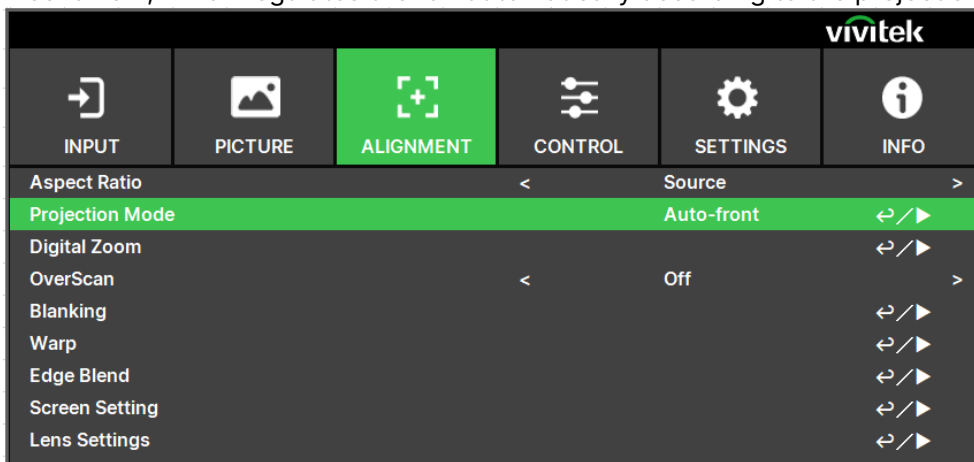 vivitek
INPUT PICTURE ALIGNMENT CONTROL SETTINGS INFO
Aspect Ratio < Source >
Projection Mode Auto-front ↩/▶
Digital Zoom ↩/▶
OverScan < Off >
Blanking ↩/▶
Warp ↩/▶
Edge Blend ↩/▶
Screen Setting ↩/▶
Lens Settings ↩/▶